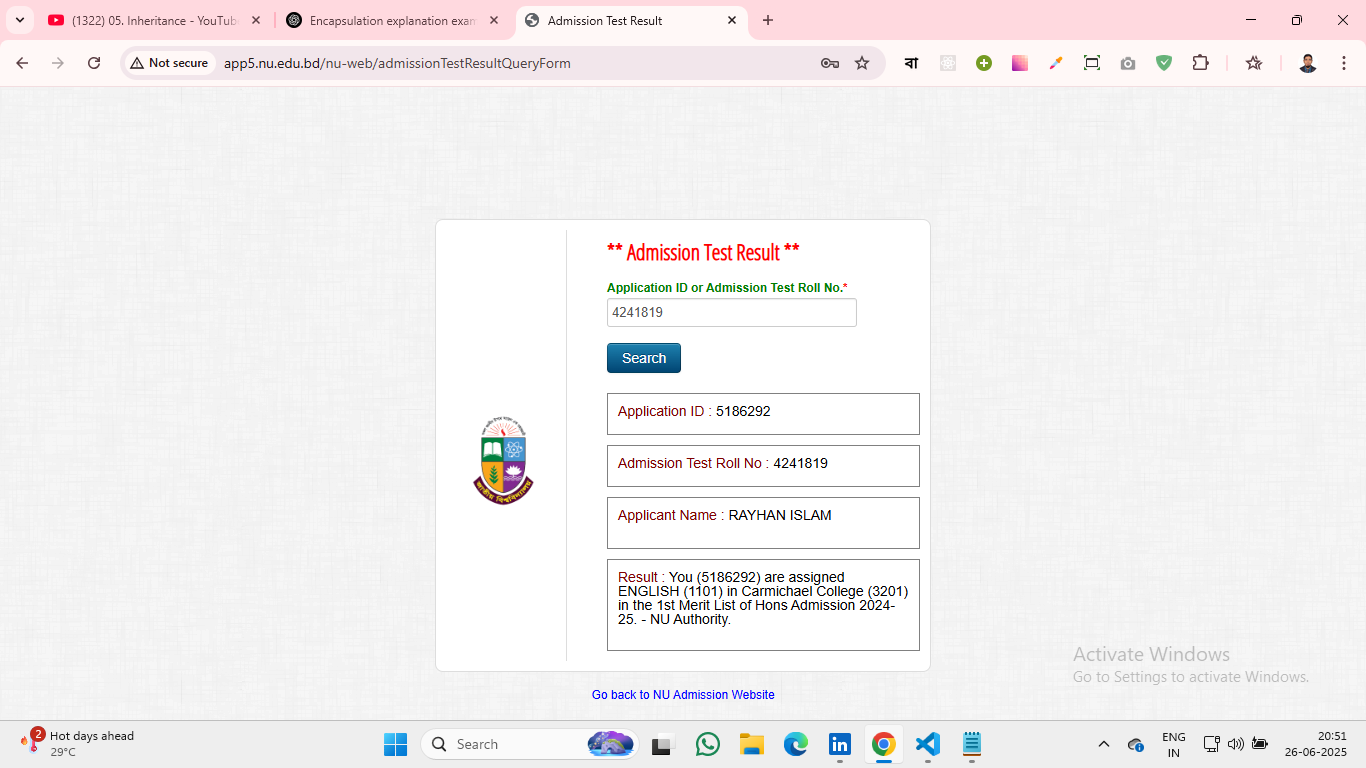 (1322) 05. Inheritance - YouTube
Encapsulation explanation exam
Admission Test Result
Not secure
app5.nu.edu.bd/nu-web/admissionTestResultQueryForm
বা
** Admission Test Result **
Application ID or Admission Test Roll No.*
4241819
Search
Application ID : 5186292
Admission Test Roll No : 4241819
Applicant Name : RAYHAN ISLAM
Result : You (5186292) are assigned
ENGLISH (1101) in Carmichael College (3201)
in the 1st Merit List of Hons Admission 2024-
25. - NU Authority.
জাতীয় বিশ্ববিদ্যালয়
Go back to NU Admission Website
Activate Windows
Go to Settings to activate Windows.
2
Hot days ahead
29°C
Search
ENG
IN
20:51
26-06-2025